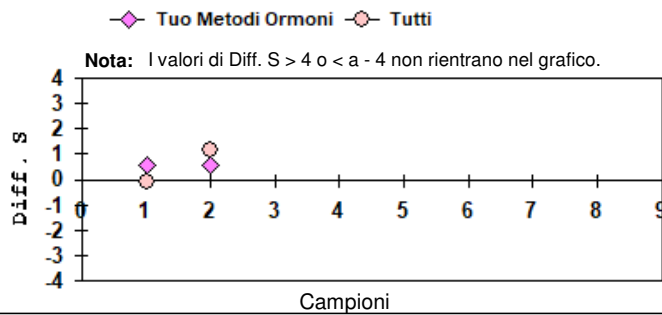 Tuo Metodi Ormoni Tutti
Nota: I valori di Diff. S > 4 o < a - 4 non rientrano nel grafico.
4
3
2
1
0
-1
-2
-3
-4
Diff. S
0 1 2 3 4 5 6 7 8 9
Campioni